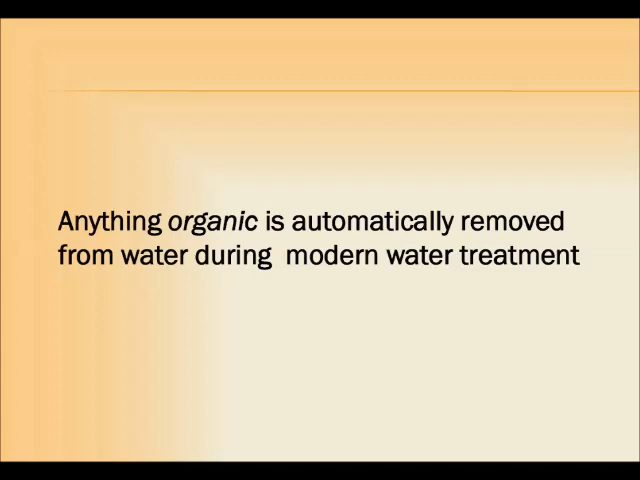 Anything organic is automatically removed
from water during  modern water treatment